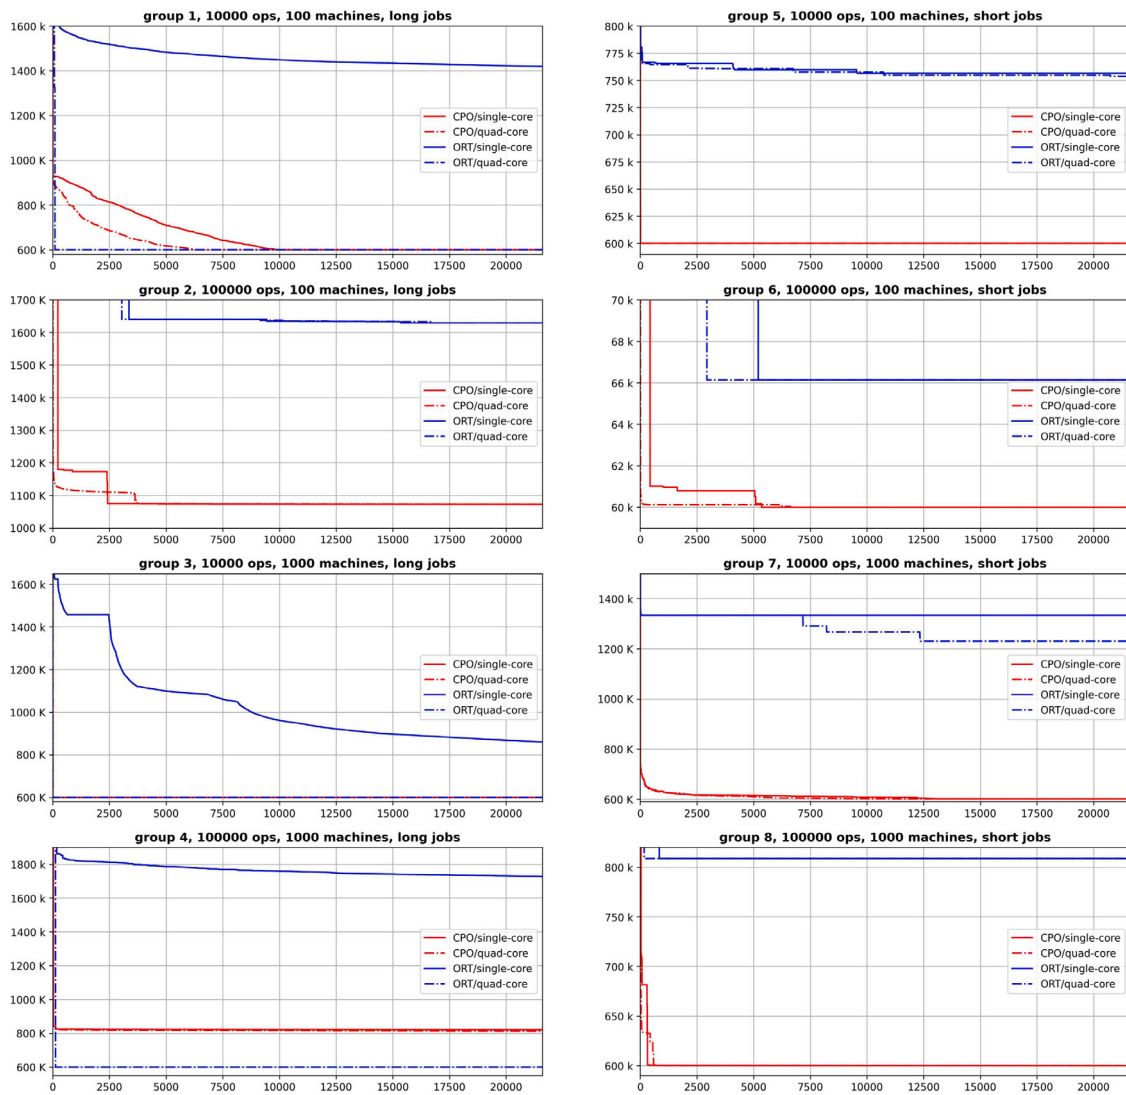 group 1, 10000 ops, 100 machines, long jobs
1600 k
1400 k
1200 k
1000 k
800 k
600 k
CPO/single-core
CPO/quad-core
ORT/single-core
ORT/quad-core
0 2500 5000 7500 10000 12500 15000 17500 20000
group 5, 10000 ops, 100 machines, short jobs
800 k
775 k
750 k
725 k
700 k
675 k
650 k
625 k
600 k
CPO/single-core
CPO/quad-core
ORT/single-core
ORT/quad-core
0 2500 5000 7500 10000 12500 15000 17500 20000
group 2, 100000 ops, 100 machines, long jobs
1700 K
1600 K
1500 K
1400 K
1300 K
1200 K
1100 K
1000 K
CPO/single-core
CPO/quad-core
ORT/single-core
ORT/quad-core
0 2500 5000 7500 10000 12500 15000 17500 20000
group 6, 100000 ops, 100 machines, short jobs
70 k
68 k
66 k
64 k
62 k
60 k
CPO/single-core
CPO/quad-core
ORT/single-core
ORT/quad-core
0 2500 5000 7500 10000 12500 15000 17500 20000
group 3, 10000 ops, 1000 machines, long jobs
1600 k
1400 k
1200 k
1000 k
800 k
600 k
CPO/single-core
CPO/quad-core
ORT/single-core
ORT/quad-core
0 2500 5000 7500 10000 12500 15000 17500 20000
group 7, 10000 ops, 1000 machines, short jobs
1400 k
1200 k
1000 k
800 k
600 k
CPO/single-core
CPO/quad-core
ORT/single-core
ORT/quad-core
0 2500 5000 7500 10000 12500 15000 17500 20000
group 4, 100000 ops, 1000 machines, long jobs
1800 K
1600 K
1400 K
1200 K
1000 K
800 K
600 K
CPO/single-core
CPO/quad-core
ORT/single-core
ORT/quad-core
0 2500 5000 7500 10000 12500 15000 17500 20000
group 8, 100000 ops, 1000 machines, short jobs
800 k
750 k
700 k
650 k
600 k
CPO/single-core
CPO/quad-core
ORT/single-core
ORT/quad-core
0 2500 5000 7500 10000 12500 15000 17500 20000